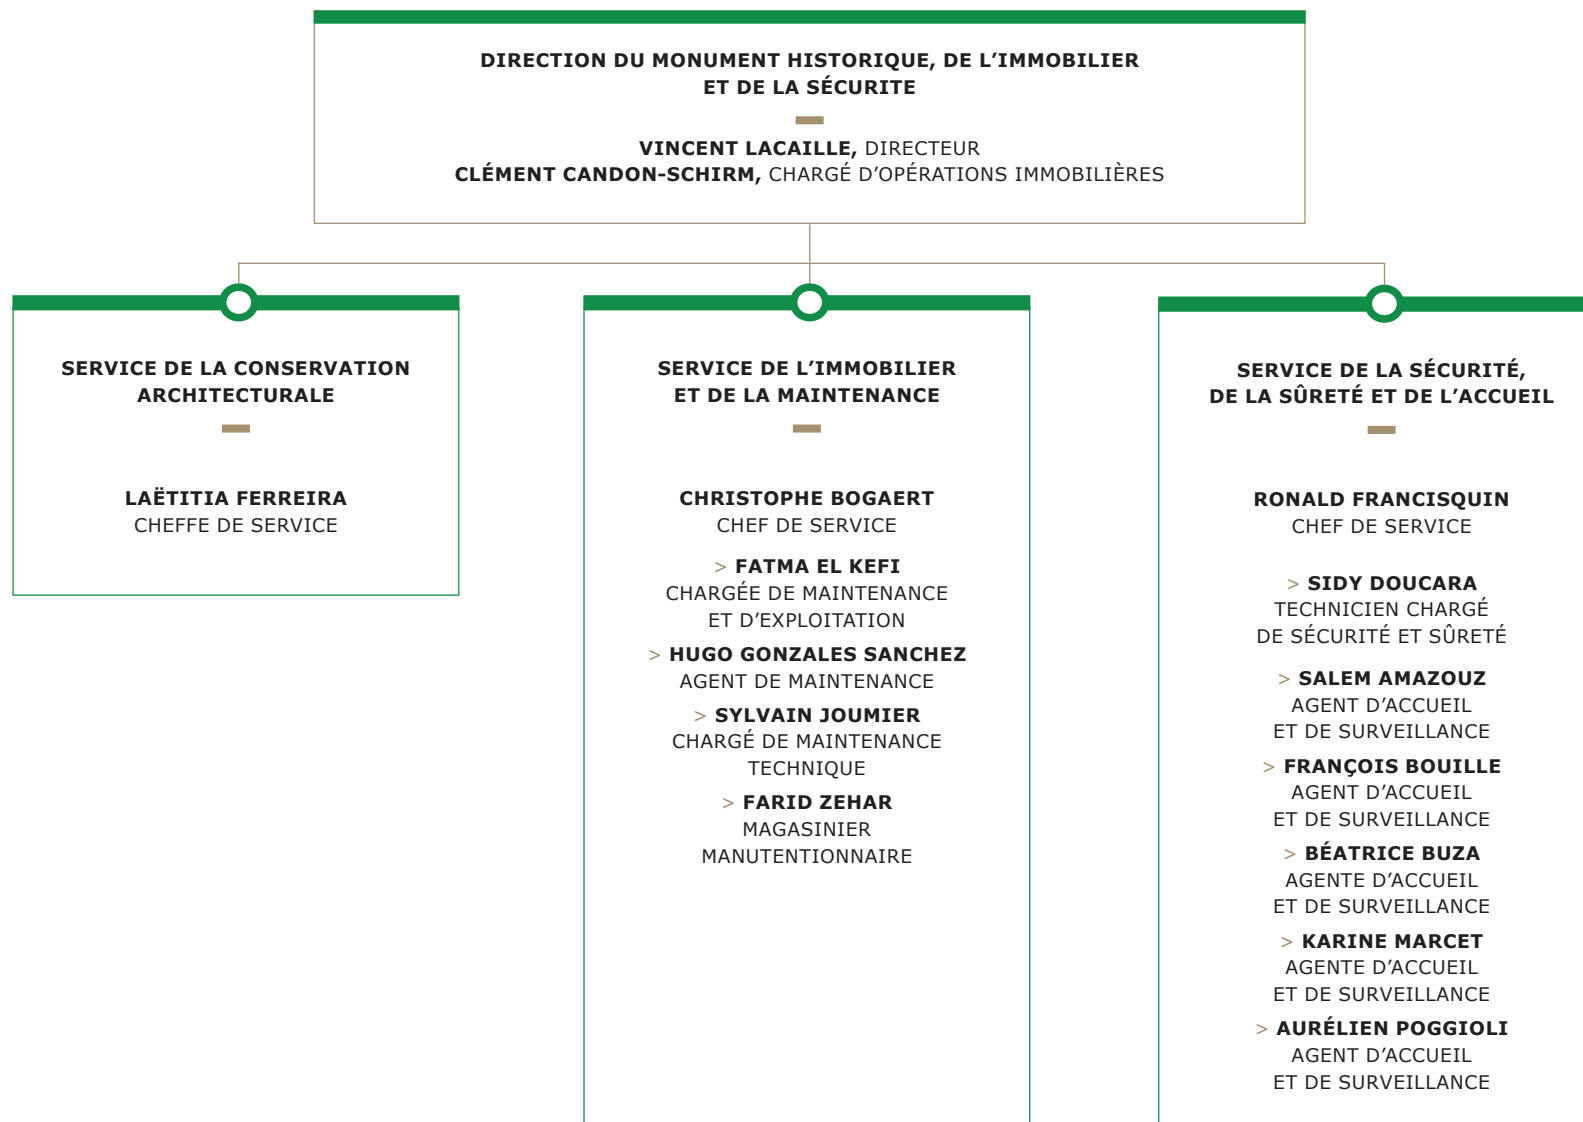 DIRECTION DU MONUMENT HISTORIQUE, DE L’IMMOBILIER
ET DE LA SÉCURITE
VINCENT LACAILLE, DIRECTEUR
CLÉMENT CANDON-SCHIRM, CHARGÉ D’OPÉRATIONS IMMOBILIÈRES
SERVICE DE LA CONSERVATION
ARCHITECTURALE
LAËTITIA FERREIRA
CHEFFE DE SERVICE
SERVICE DE L’IMMOBILIER
ET DE LA MAINTENANCE
CHRISTOPHE BOGAERT
CHEF DE SERVICE
> FATMA EL KEFI
CHARGÉE DE MAINTENANCE
ET D’EXPLOITATION
> HUGO GONZALES SANCHEZ
AGENT DE MAINTENANCE
> SYLVAIN JOUMIER
CHARGÉ DE MAINTENANCE
TECHNIQUE
> FARID ZEHAR
MAGASINIER
MANUTENTIONNAIRE
SERVICE DE LA SÉCURITÉ,
DE LA SÛRETÉ ET DE L’ACCUEIL
RONALD FRANCISQUIN
CHEF DE SERVICE
> SIDY DOUCARA
TECHNICIEN CHARGÉ
DE SÉCURITÉ ET SÛRETÉ
> SALEM AMAZOUZ
AGENT D’ACCUEIL
ET DE SURVEILLANCE
> FRANÇOIS BOUILLE
AGENT D’ACCUEIL
ET DE SURVEILLANCE
> BÉATRICE BUZA
AGENTE D’ACCUEIL
ET DE SURVEILLANCE
> KARINE MARCET
AGENTE D’ACCUEIL
ET DE SURVEILLANCE
> AURÉLIEN POGGIOLI
AGENT D’ACCUEIL
ET DE SURVEILLANCE